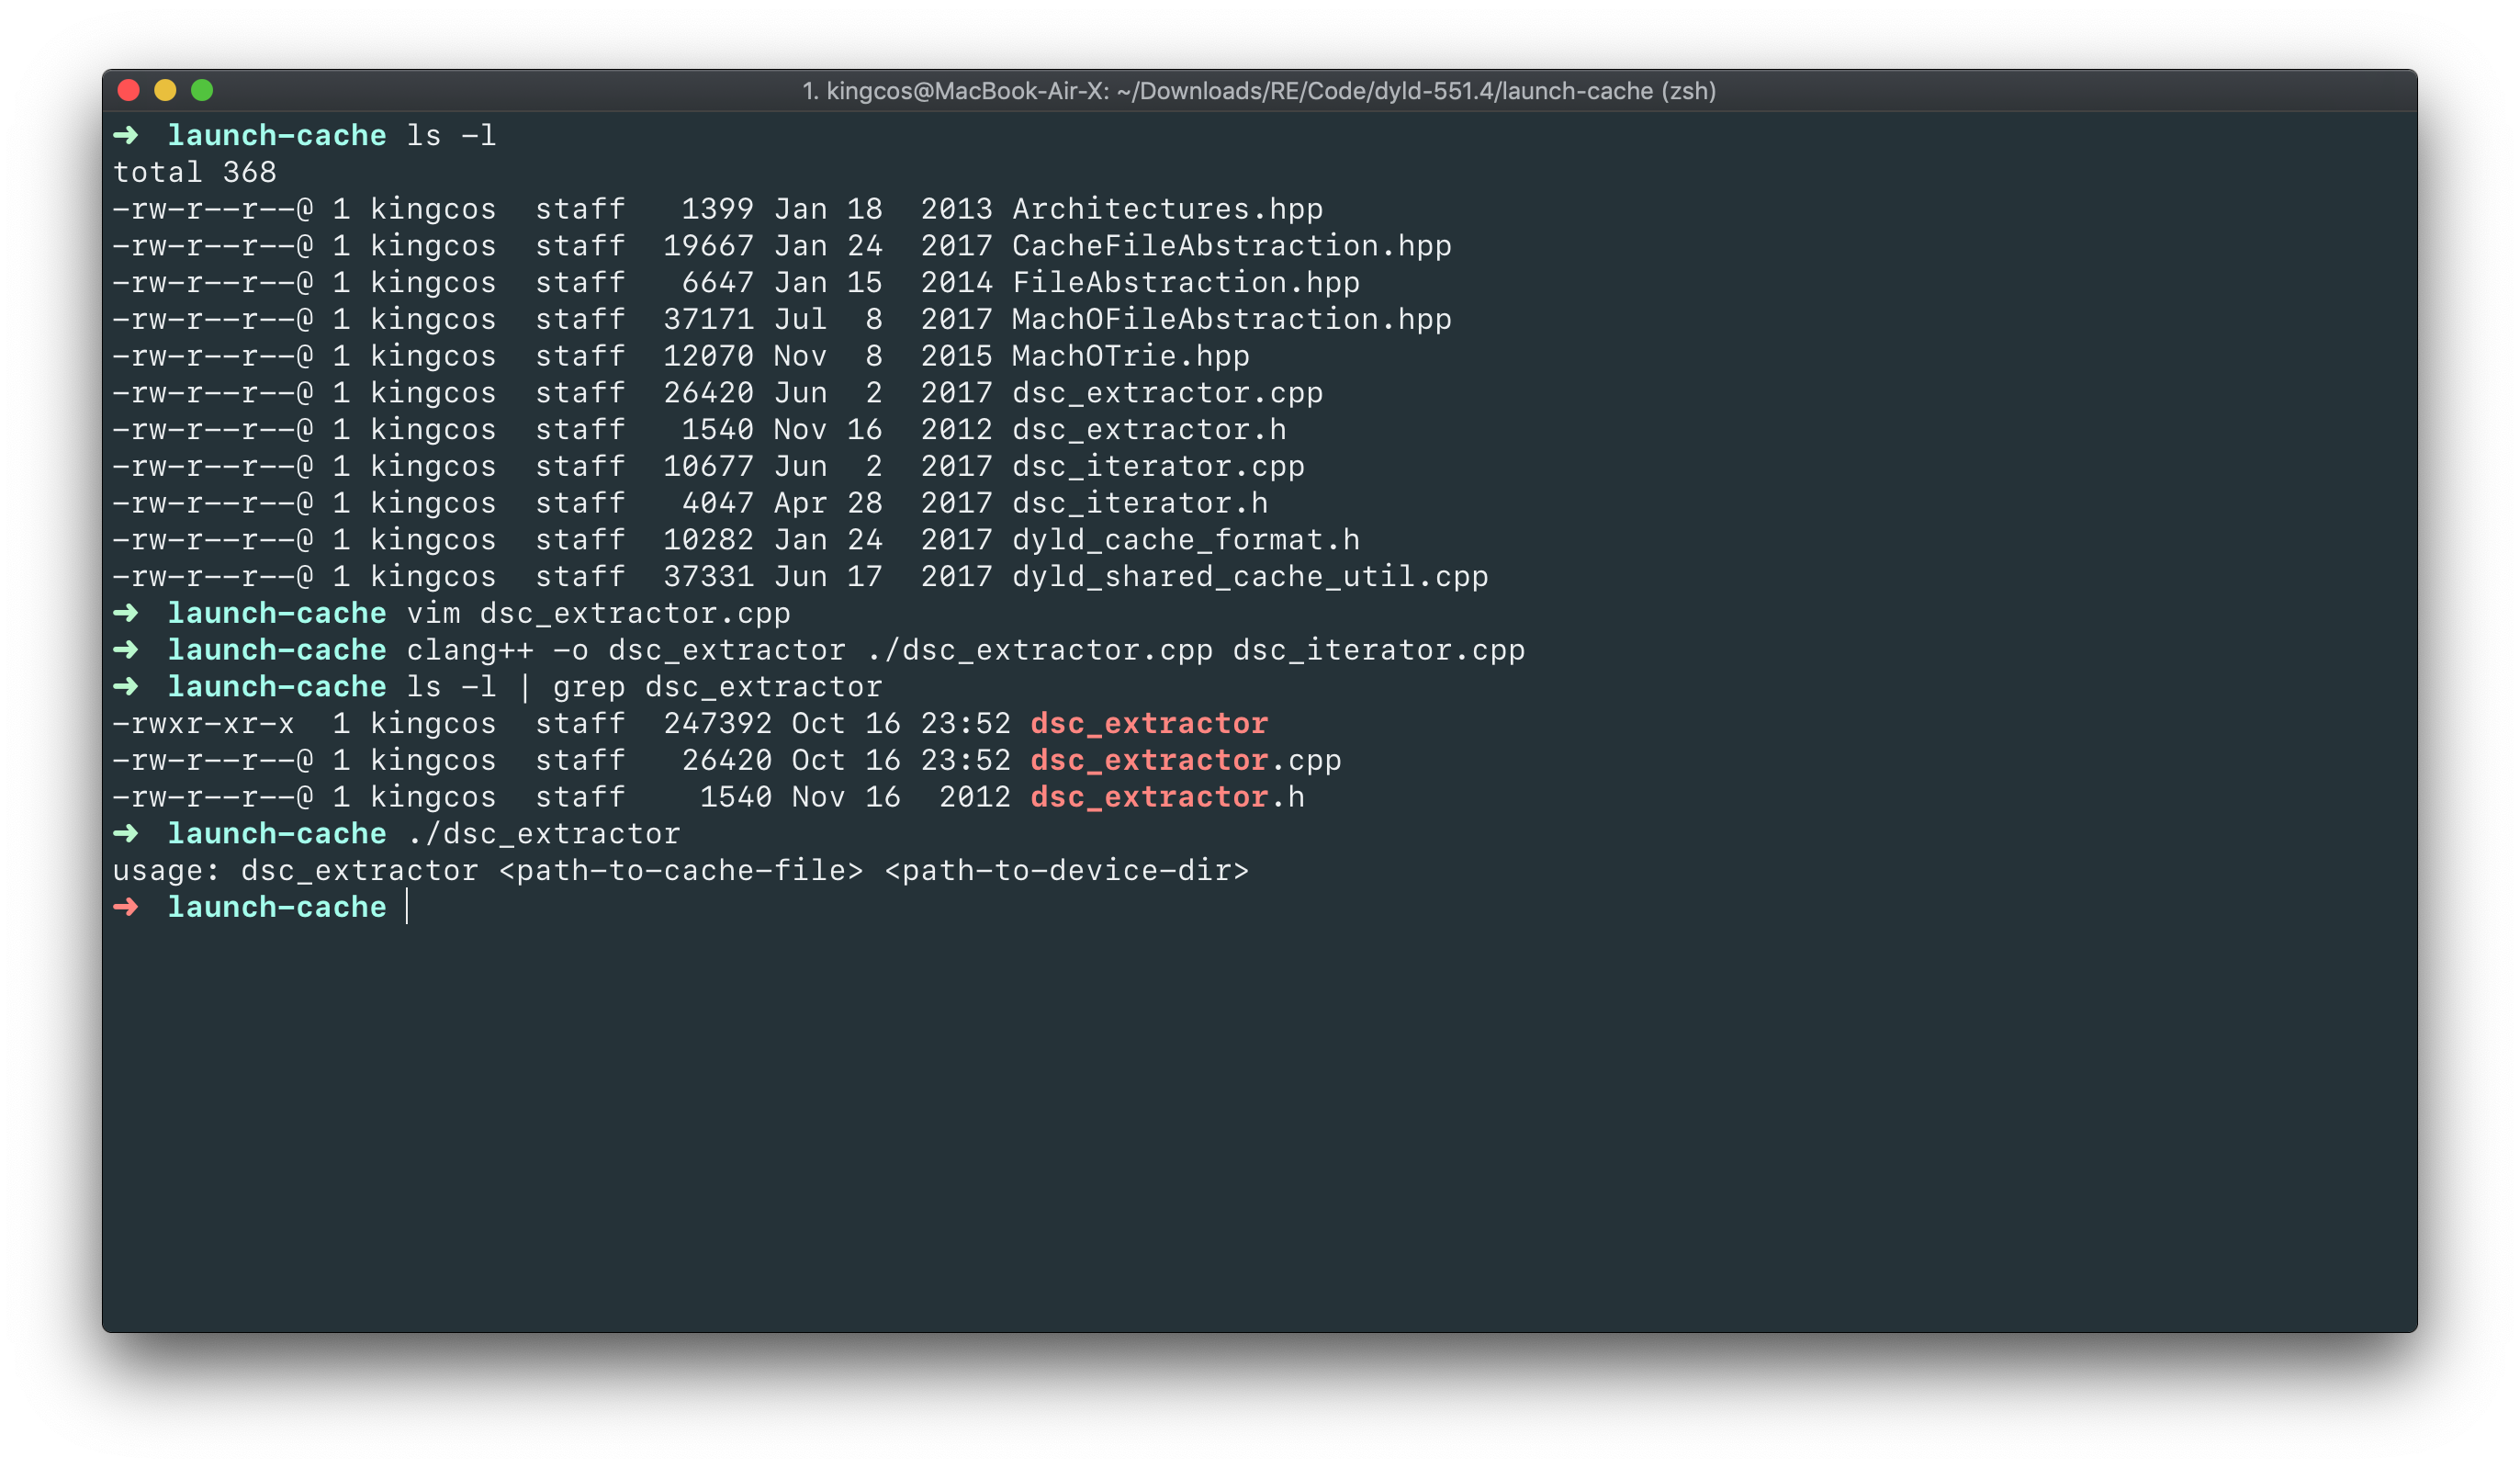 1. kingcos@MacBook-Air-X: ~/Downloads/RE/Code/dyld-551.4/launch-cache (zsh)
➜  launch-cache ls -l
total 368
-rw-r--r--@ 1 kingcos  staff   1399 Jan 18  2013 Architectures.hpp
-rw-r--r--@ 1 kingcos  staff  19667 Jan 24  2017 CacheFileAbstraction.hpp
-rw-r--r--@ 1 kingcos  staff   6647 Jan 15  2014 FileAbstraction.hpp
-rw-r--r--@ 1 kingcos  staff  37171 Jul  8  2017 MachOFileAbstraction.hpp
-rw-r--r--@ 1 kingcos  staff  12070 Nov  8  2015 MachOTrie.hpp
-rw-r--r--@ 1 kingcos  staff  26420 Jun  2  2017 dsc_extractor.cpp
-rw-r--r--@ 1 kingcos  staff   1540 Nov 16  2012 dsc_extractor.h
-rw-r--r--@ 1 kingcos  staff  10677 Jun  2  2017 dsc_iterator.cpp
-rw-r--r--@ 1 kingcos  staff   4047 Apr 28  2017 dsc_iterator.h
-rw-r--r--@ 1 kingcos  staff  10282 Jan 24  2017 dyld_cache_format.h
-rw-r--r--@ 1 kingcos  staff  37331 Jun 17  2017 dyld_shared_cache_util.cpp
➜  launch-cache vim dsc_extractor.cpp
➜  launch-cache clang++ -o dsc_extractor ./dsc_extractor.cpp dsc_iterator.cpp
➜  launch-cache ls -l | grep dsc_extractor
-rwxr-xr-x  1 kingcos  staff  247392 Oct 16 23:52 dsc_extractor
-rw-r--r--@ 1 kingcos  staff   26420 Oct 16 23:52 dsc_extractor.cpp
-rw-r--r--@ 1 kingcos  staff    1540 Nov 16  2012 dsc_extractor.h
➜  launch-cache ./dsc_extractor
usage: dsc_extractor <path-to-cache-file> <path-to-device-dir>
➜  launch-cache